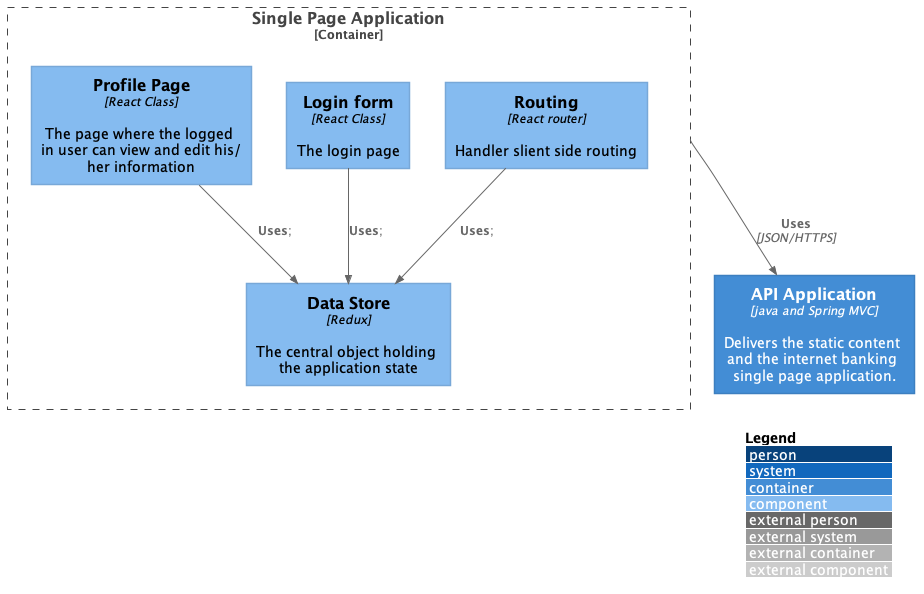 Single Page Application
[Container]
Profile Page
[React Class]
The page where the logged
in user can view and edit his/
her information
Login form
[React Class]
The login page
Routing
[React router]
Handler slient side routing
Uses;
Uses;
Uses;
Uses
[JSON/HTTPS]
Data Store
[Redux]
The central object holding
the application state
API Application
[java and Spring MVC]
Delivers the static content
and the internet banking
single page application.
Legend
person
system
container
component
external person
external system
external container
external component